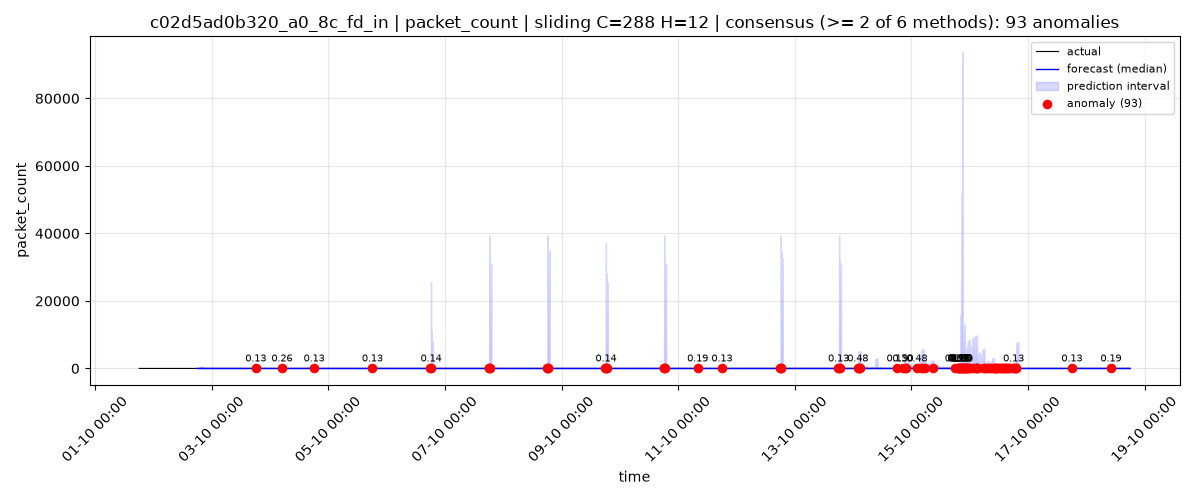 c02d5ad0b320_a0_8c_fd_in | packet_count | sliding C=288 H=12 | consensus (>= 2 of 6 methods): 93 anomalies
actual
forecast (median)
prediction interval
anomaly (93)
packet_count
80000
60000
40000
20000
0
0.13 0.26 0.13 0.13 0.14 0.14 0.19 0.13 0.13 0.48 0.48 0.13 0.13 0.19
01-10 00:00 03-10 00:00 05-10 00:00 07-10 00:00 09-10 00:00 11-10 00:00 13-10 00:00 15-10 00:00 17-10 00:00 19-10 00:00
time